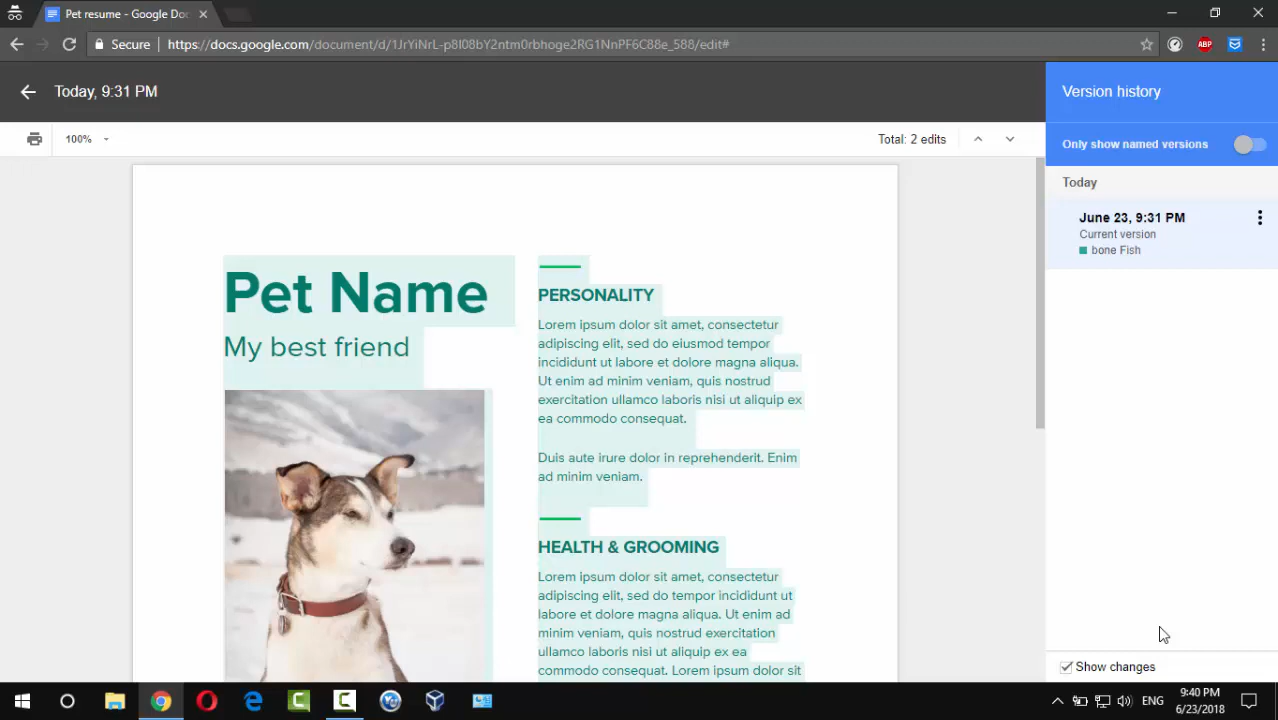 Pet resume - Google Doc
Secure
https://docs.google.com/document/d/1JrYiNrL-p8I08bY2ntm0rbhoge2RG1NnPF6C88e_588/edit#
ABP
Today, 9:31 PM
100%
Total: 2 edits
Pet Name
My best friend
PERSONALITY
Lorem ipsum dolor sit amet, consectetur
adipiscing elit, sed do eiusmod tempor
incididunt ut labore et dolore magna aliqua.
Ut enim ad minim veniam, quis nostrud
exercitation ullamco laboris nisi ut aliquip ex
ea commodo consequat.
Duis aute irure dolor in reprehenderit. Enim
ad minim veniam.
HEALTH & GROOMING
Lorem ipsum dolor sit amet, consectetur
adipiscing elit, sed do tempor incididunt ut
labore et dolore magna aliqua. Ut enim ad
minim veniam, quis nostrud exercitation
ullamco laboris nisi ut aliquip ex ea
commodo consequat. Lorem ipsum dolor sit
Version history
Only show named versions
Today
June 23, 9:31 PM
Current version
bone Fish
Show changes
ENG
9:40 PM
6/23/2018